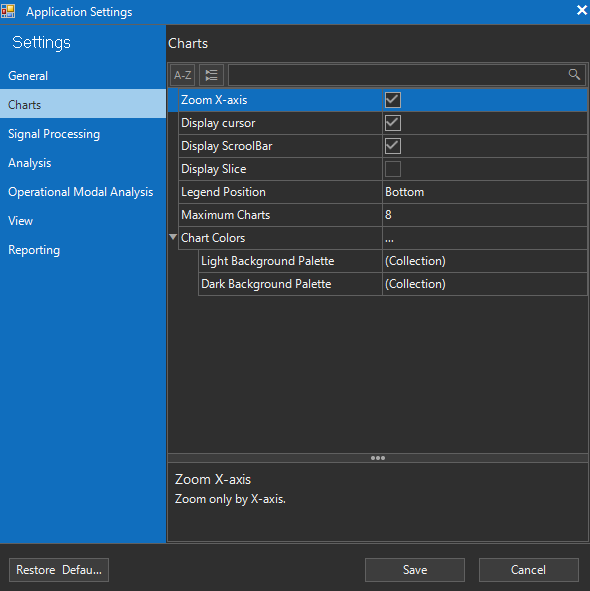 Application Settings
Settings
General
Charts
Signal Processing
Analysis
Operational Modal Analysis
View
Reporting
Charts
A-Z
Zoom X-axis
Display cursor
Display ScroolBar
Display Slice
Legend Position Bottom
Maximum Charts 8
Chart Colors ...
Light Background Palette (Collection)
Dark Background Palette (Collection)
Zoom X-axis
Zoom only by X-axis.
Restore Defau... Save Cancel